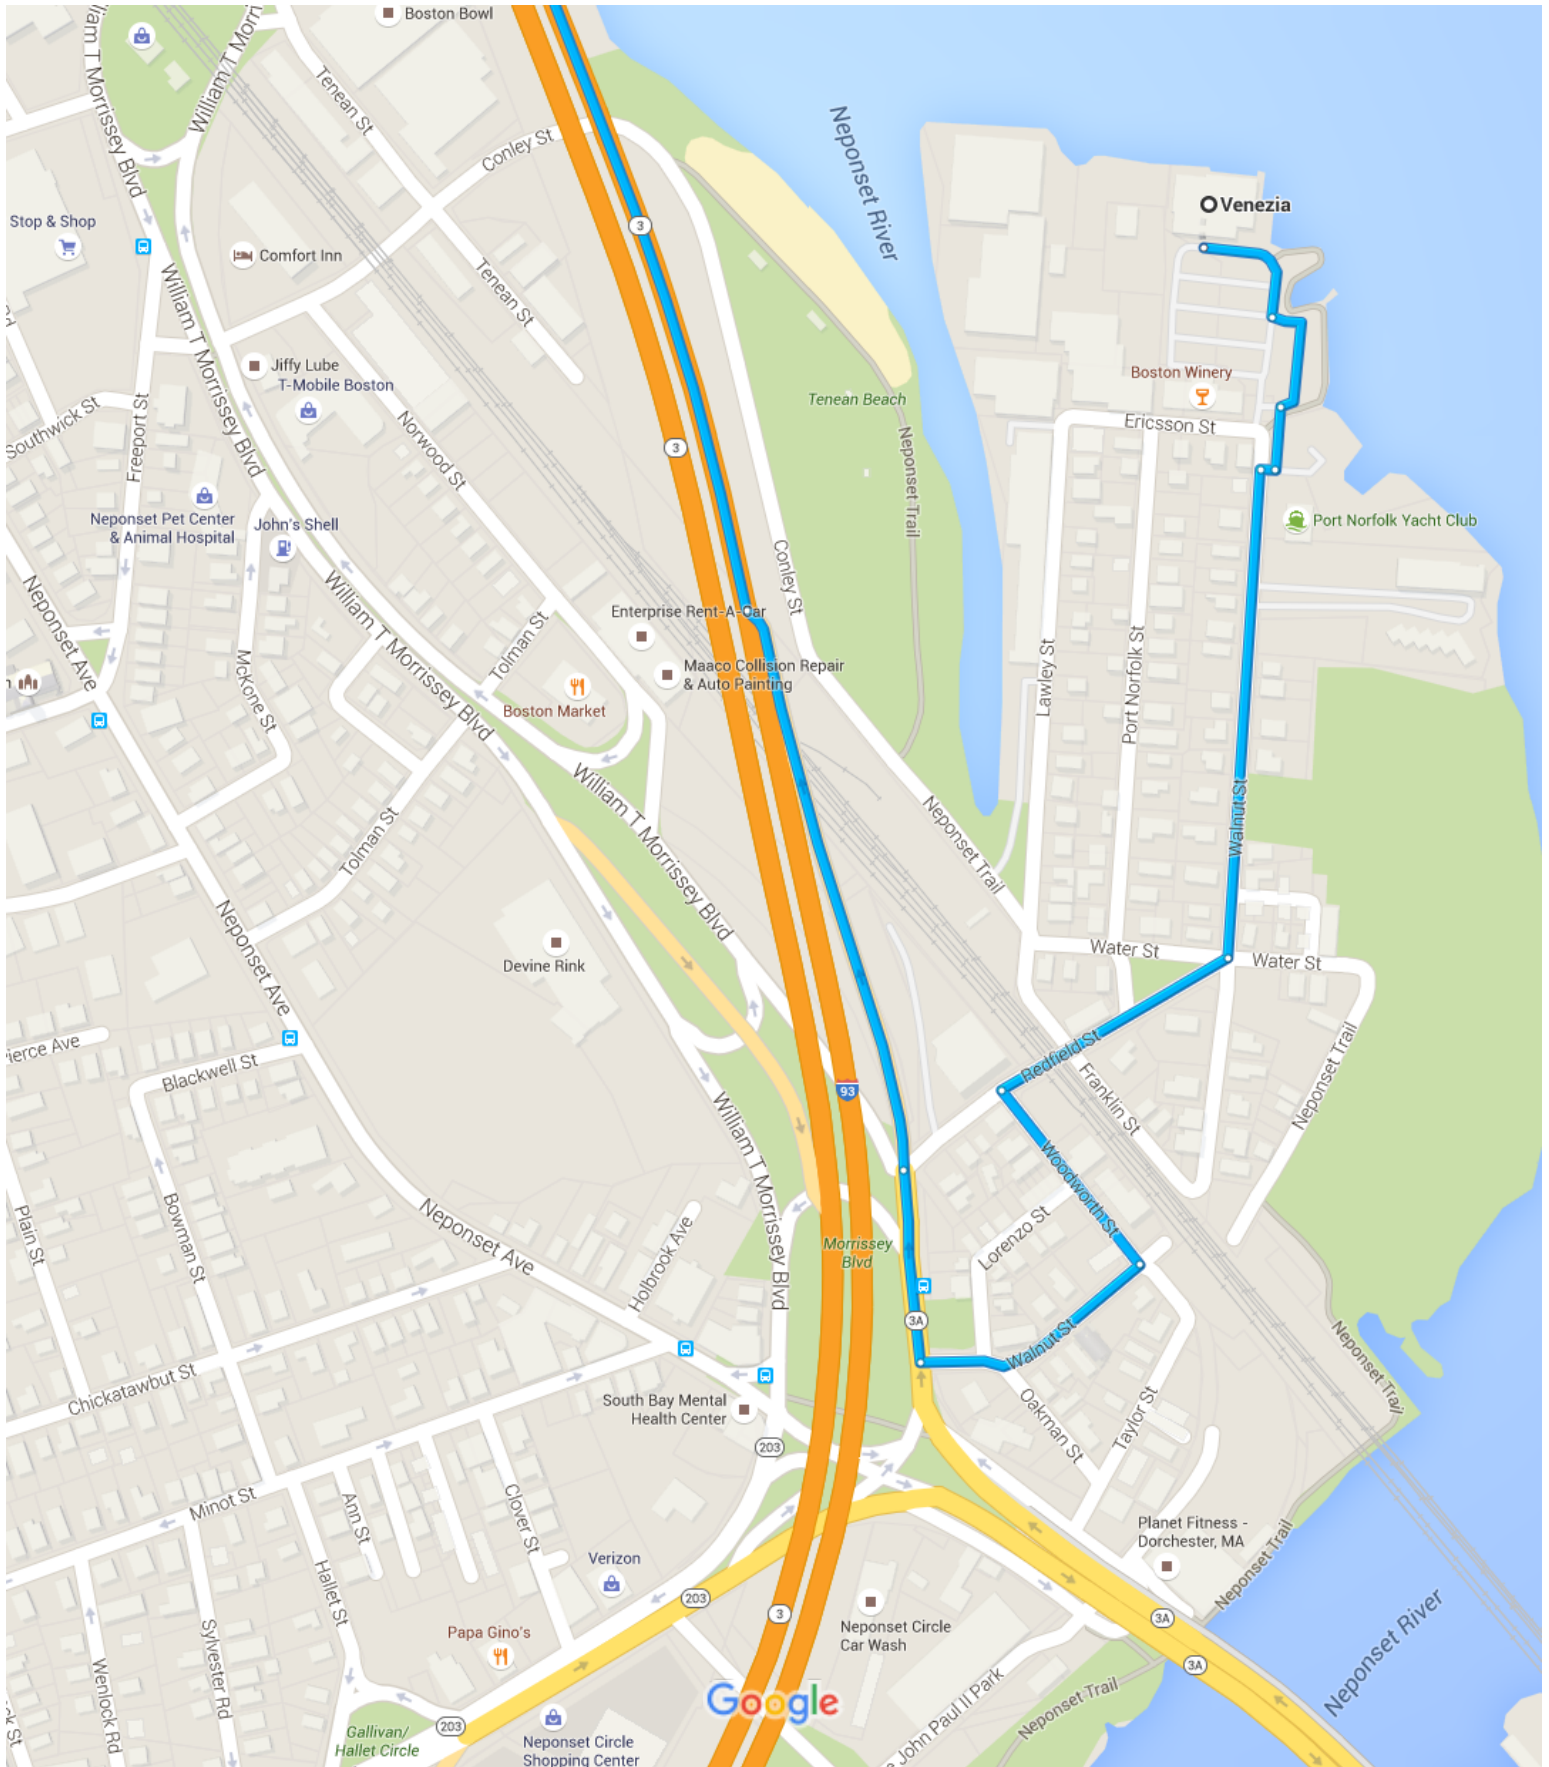 Boston Bowl
William T Morrissey Blvd
William T Morri
Tenean St
Conley St
Neponset River
Venezia
Stop & Shop
Comfort Inn
3
Tenean St
William T Morrissey Blvd
Jiffy Lube
T-Mobile Boston
Boston Winery
Tenean Beach
Southwick St
Freeport St
Norwood St
3
Neponset Trail
Ericsson St
Neponset Pet Center
& Animal Hospital
John's Shell
Port Norfolk Yacht Club
Conley St
Neponset Ave
William T Morrissey Blvd
Tolman St
Enterprise Rent-A-Car
Maaco Collision Repair
& Auto Painting
Boston Market
McKone St
Lawley St
Port Norfolk St
Walnut St
William T Morrissey Blvd
Tolman St
Neponset Trail
Neponset Ave
Devine Rink
Water St
Water St
Pierce Ave
Blackwell St
Redfield St
Franklin St
Neponset Trail
93
William T Morrissey Blvd
Woodworth St
Plain St
Bowman St
Neponset Ave
Holbrook Ave
Morrissey
Blvd
Lorenzo St
3A
Walnut St
Neponset Trail
Chickatawbut St
South Bay Mental
Health Center
Oakman St
Taylor St
203
Minot St
Ann St
Clover St
Planet Fitness -
Dorchester, MA
Neponset Trail
Hallet St
Verizon
203
3
Neponset Circle
Car Wash
3A
3A
Neponset River
Papa Gino's
Wenlock Rd
Sylvester Rd
Google
John Paul II Park
Neponset Trail
203
Gallivan/
Hallet Circle
Neponset Circle
Shopping Center